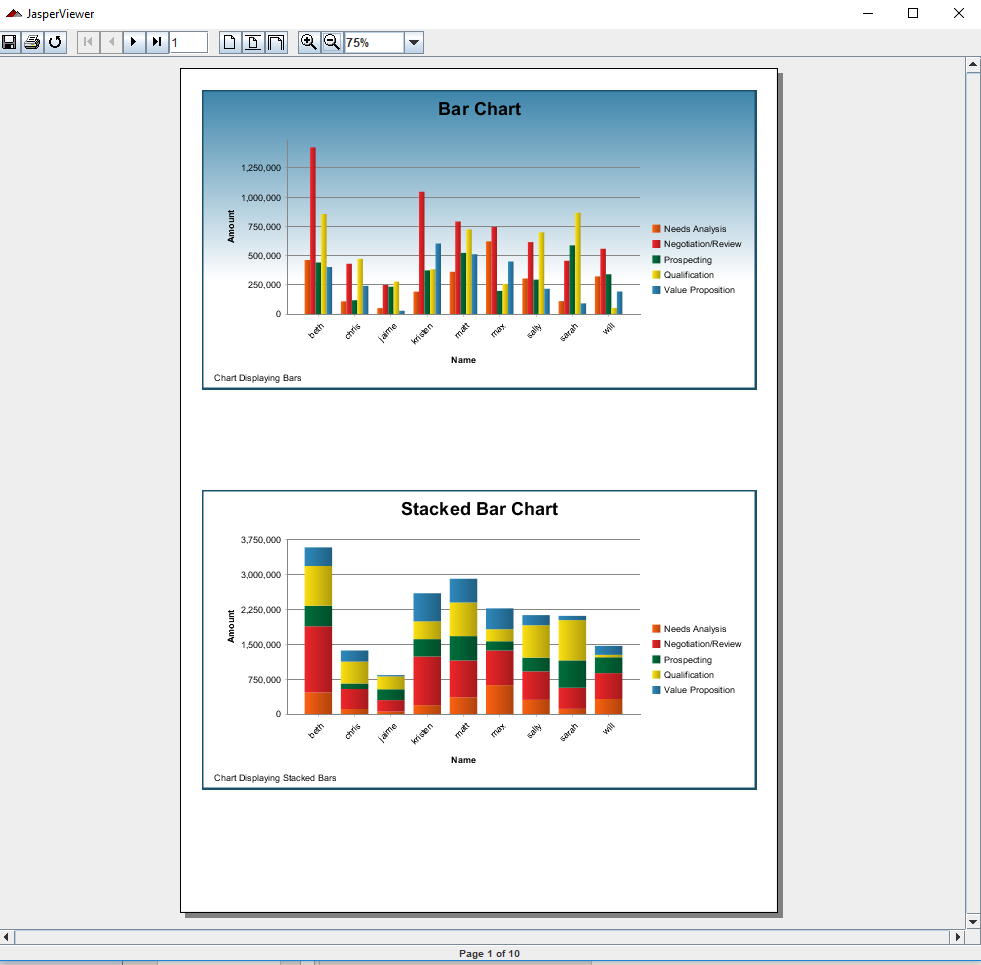 JasperViewer
1
75%
Bar Chart
1,250,000
1,000,000
750,000
500,000
250,000
0
Amount
beth
chris
jaime
kristen
matt
max
sally
sarah
will
Name
Needs Analysis
Negotiation/Review
Prospecting
Qualification
Value Proposition
Chart Displaying Bars
Stacked Bar Chart
3,750,000
3,000,000
2,250,000
1,500,000
750,000
0
Amount
beth
chris
jaime
kristen
matt
max
sally
sarah
will
Name
Needs Analysis
Negotiation/Review
Prospecting
Qualification
Value Proposition
Chart Displaying Stacked Bars
Page 1 of 10